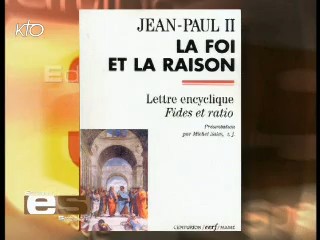 KTO
JEAN-PAUL II
LA FOI
ET LA RAISON
Lettre encyclique
Fides et ratio
Présentation
par Michel Sales, s. j.
CENTURION /cerf/ MAME
es